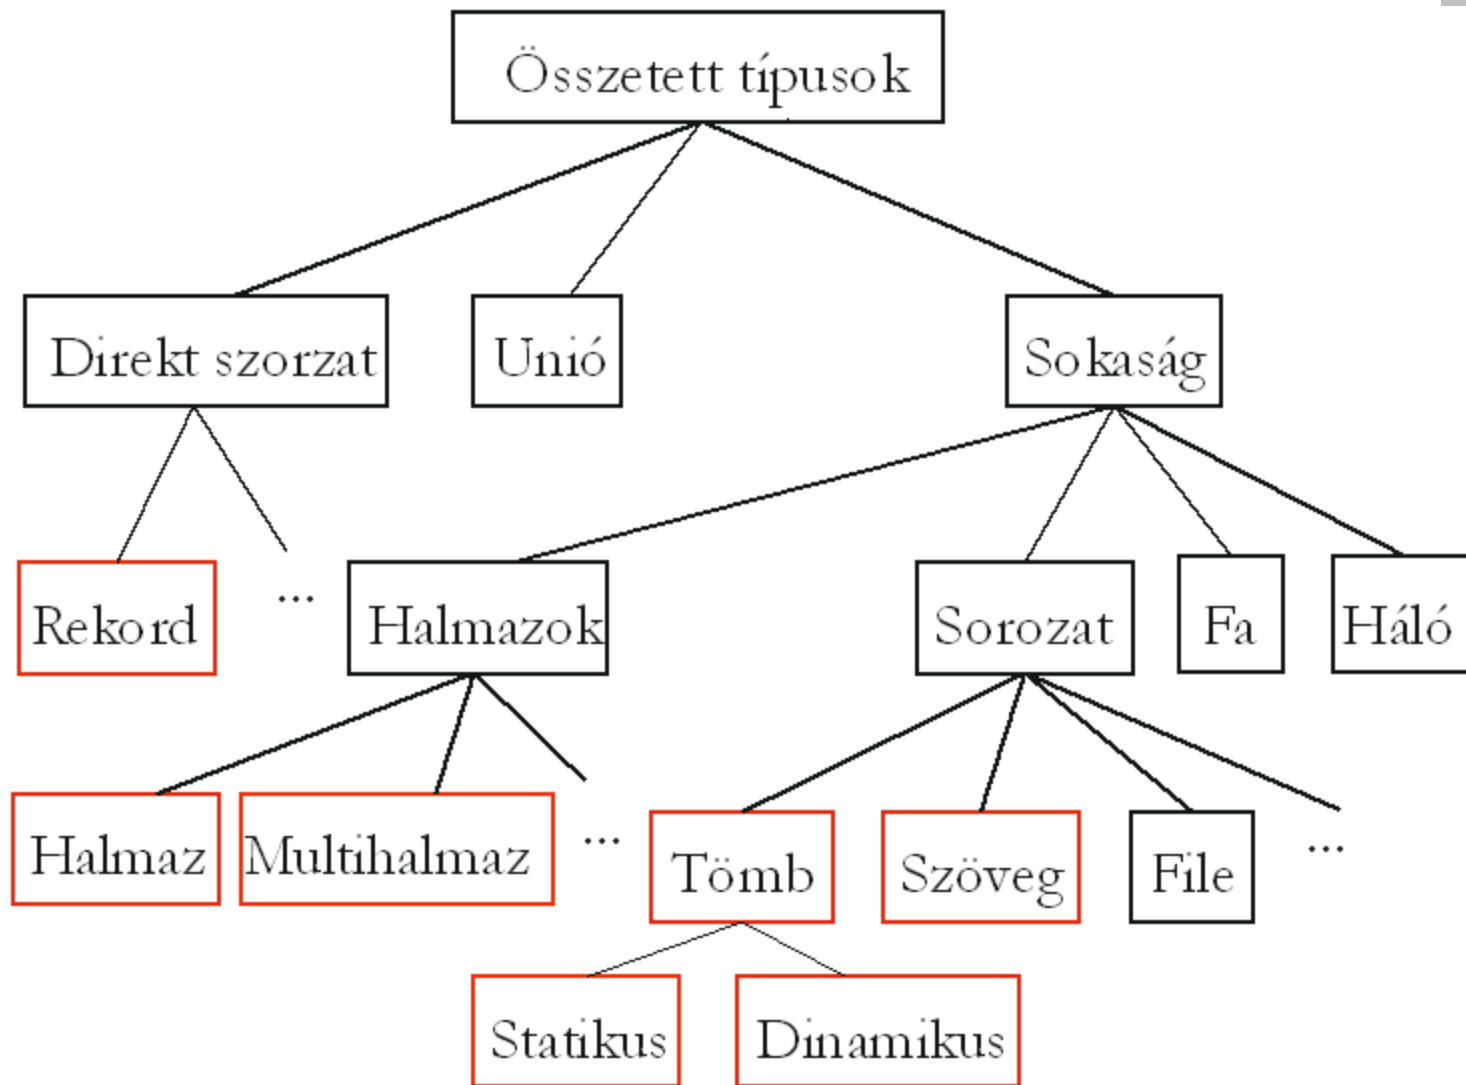 Összetett típusok
Direkt szorzat
Unió
Sokaság
Rekord
...
Halmazok
Sorozat
Fa
Háló
Halmaz
Multihalmaz
...
Tömb
Szöveg
File
...
Statikus
Dinamikus